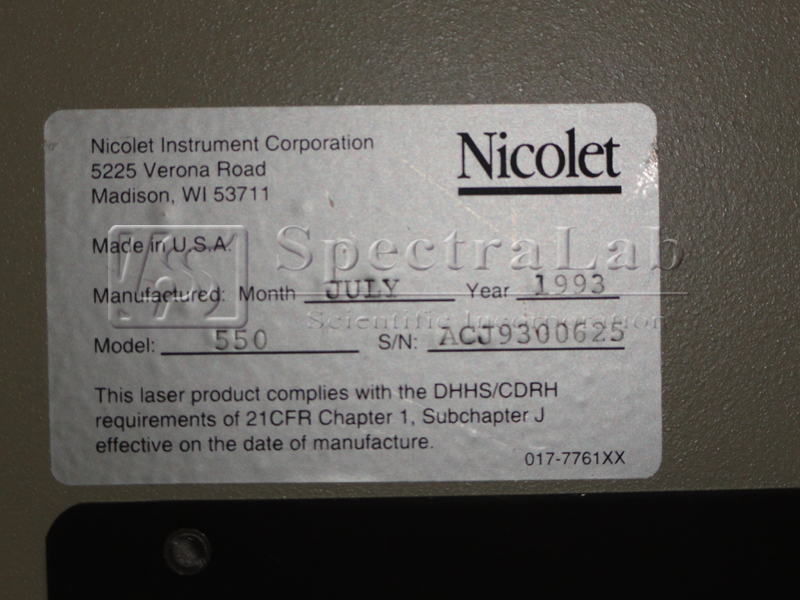 Nicolet Instrument Corporation
5225 Verona Road
Madison, WI 53711
Nicolet
Made in U.S.A.
SpectraLab
Scientific Incorporation
Manufactured: Month JULY Year 1993
Model: 550 S/N: ACJ9300625
This laser product complies with the DHHS/CDRH
requirements of 21CFR Chapter 1, Subchapter J
effective on the date of manufacture.
017-7761XX